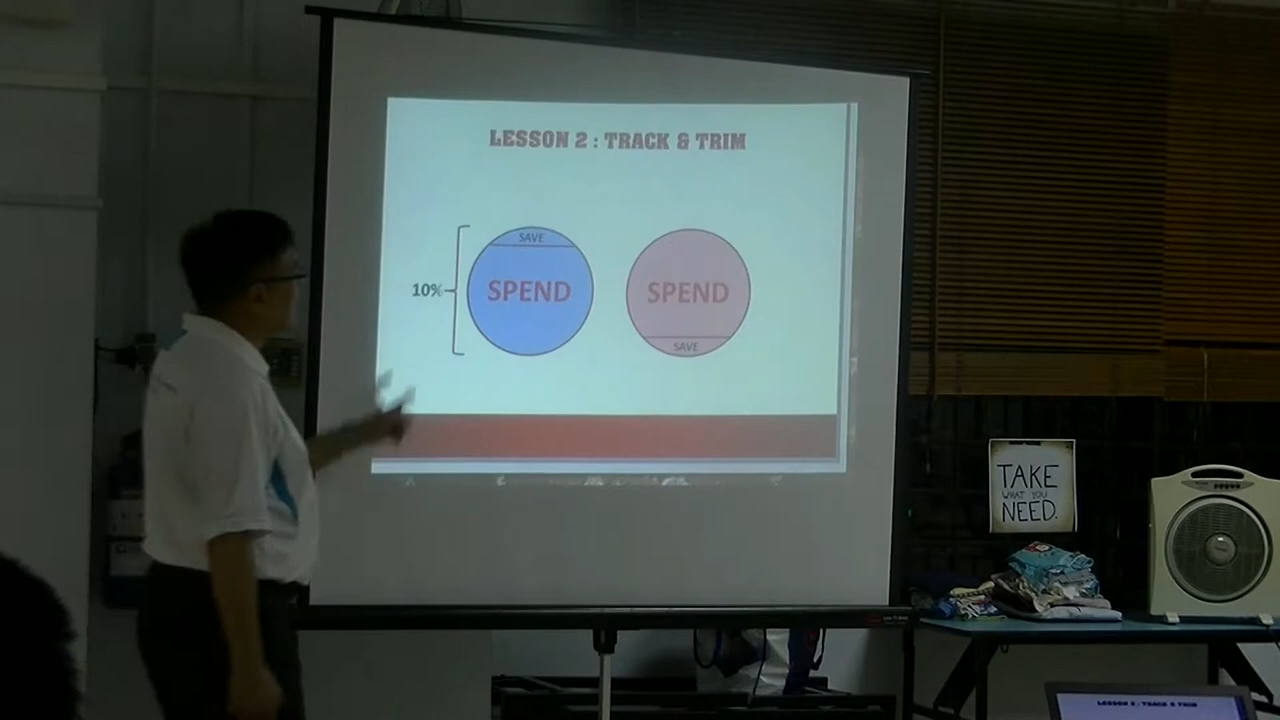 LESSON 2 : TRACK & TRIM
SAVE
10%
SPEND
SPEND
SAVE
TAKE
WHAT YOU
NEED.
LESSON 2 : TRACK & TRIM